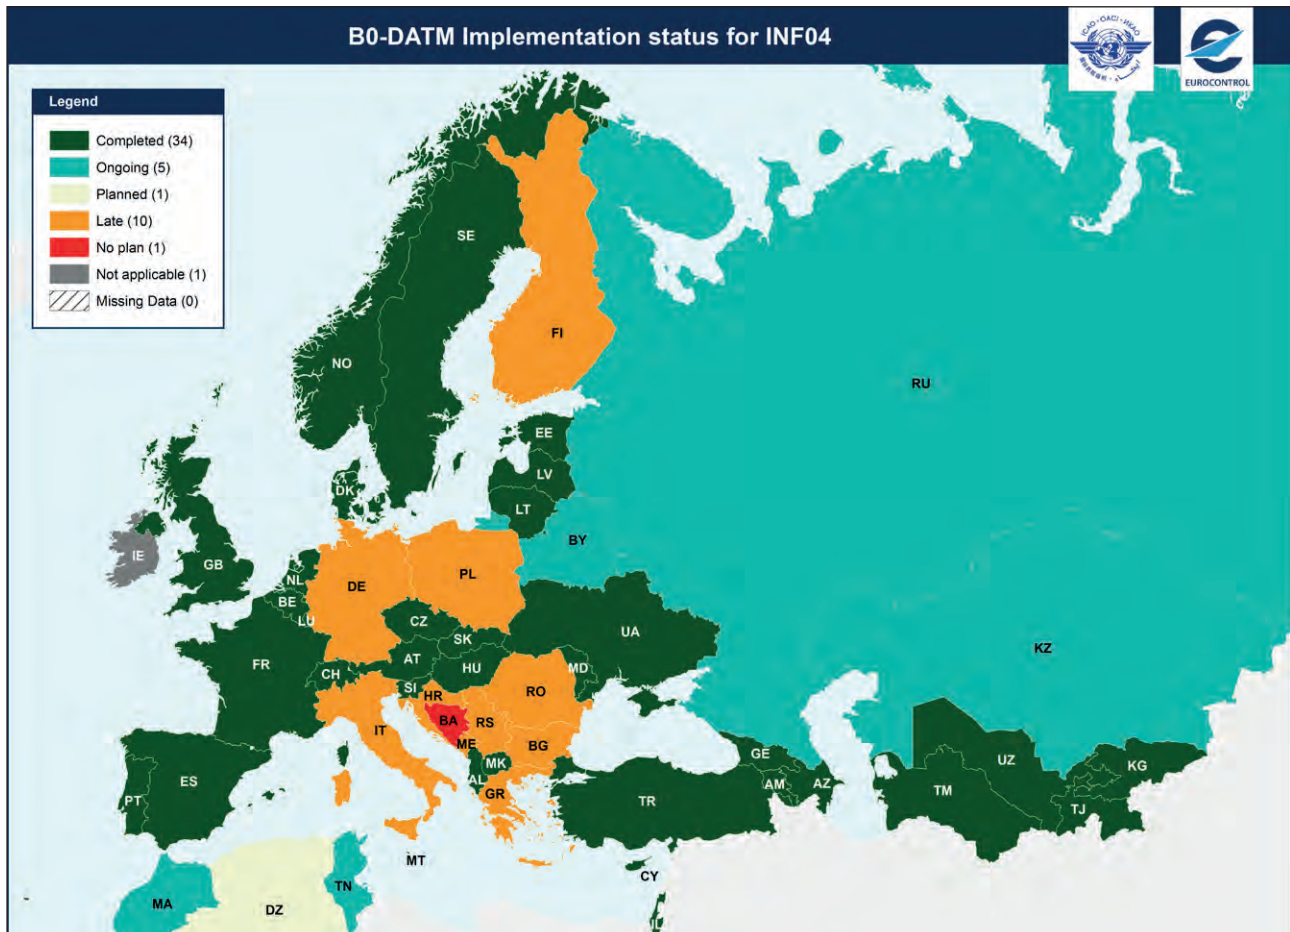 B0-DATM Implementation status for INF04
ICAO · OACI · ИКАО
EUROCONTROL
Legend
Completed (34)
Ongoing (5)
Planned (1)
Late (10)
No plan (1)
Not applicable (1)
Missing Data (0)
SE
FI
NO
RU
EE
LV
DK
LT
BY
IE
GB
NL
DE
PL
BE
LU
CZ
UA
SK
KZ
FR
AT
HU
MD
CH
SI
HR
RO
BA
RS
IT
ME
BG
GE
UZ
MK
KG
ES
AL
AM
AZ
TM
PT
GR
TR
TJ
MT
CY
TN
MA
DZ
IL